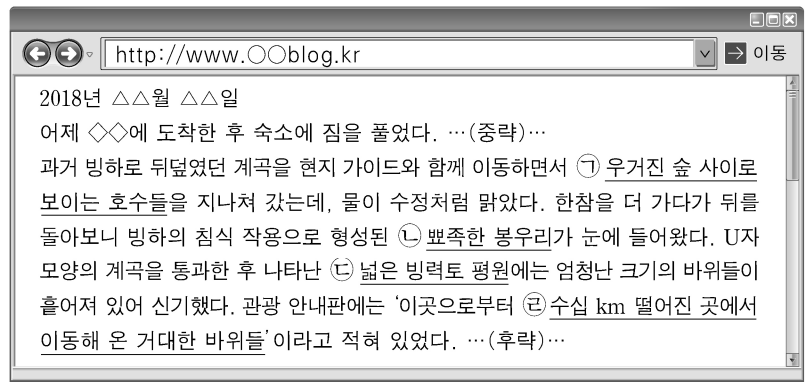 http://www.○○blog.kr
이동
2018년 △△월 △△일
어제 ◇◇에 도착한 후 숙소에 짐을 풀었다. …(중략)…
과거 빙하로 뒤덮였던 계곡을 현지 가이드와 함께 이동하면서 ㉠ 우거진 숲 사이로
보이는 호수들을 지나쳐 갔는데, 물이 수정처럼 맑았다. 한참을 더 가다가 뒤를
돌아보니 빙하의 침식 작용으로 형성된 ㉡ 뾰족한 봉우리가 눈에 들어왔다. U자
모양의 계곡을 통과한 후 나타난 ㉢ 넓은 빙력토 평원에는 엄청난 크기의 바위들이
흩어져 있어 신기했다. 관광 안내판에는 ‘이곳으로부터 ㉣ 수십 km 떨어진 곳에서
이동해 온 거대한 바위들’이라고 적혀 있었다. …(후략)…